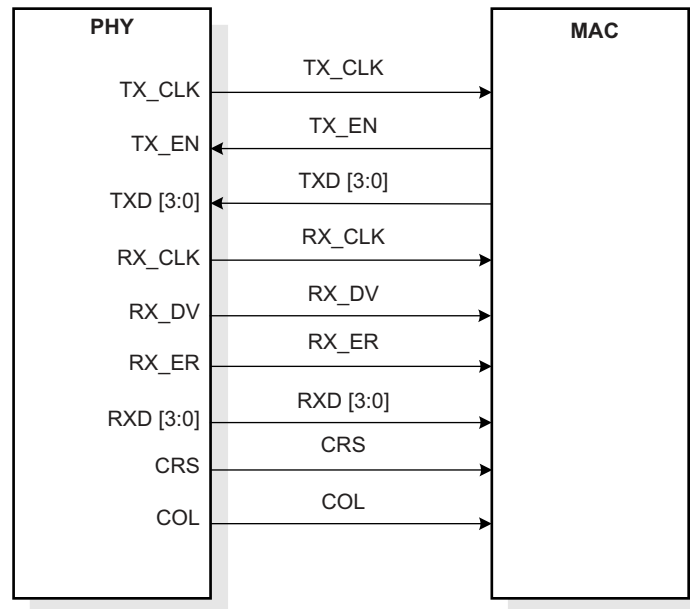 PHY
MAC
TX_CLK
TX_CLK
TX_EN
TX_EN
TXD [3:0]
TXD [3:0]
RX_CLK
RX_CLK
RX_DV
RX_DV
RX_ER
RX_ER
RXD [3:0]
RXD [3:0]
CRS
CRS
COL
COL